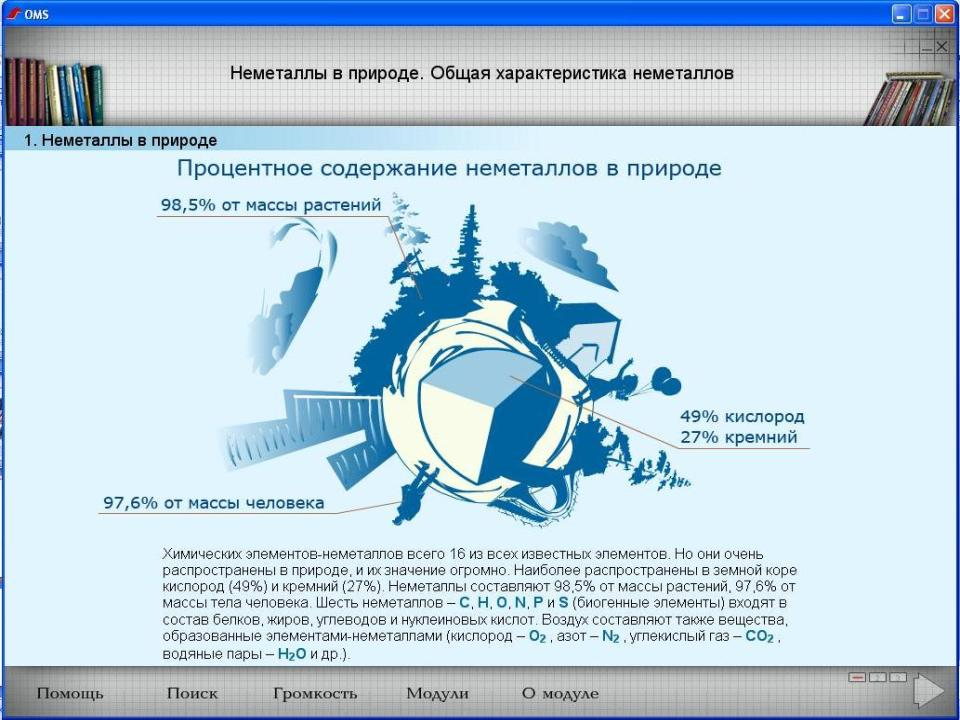 OMS
Неметаллы в природе. Общая характеристика неметаллов
1. Неметаллы в природе
Процентное содержание неметаллов в природе
98,5% от массы растений
49% кислород
27% кремний
97,6% от массы человека
Химических элементов-неметаллов всего 16 из всех известных элементов. Но они очень
распространены в природе, и их значение огромно. Наиболее распространены в земной коре
кислород (49%) и кремний (27%). Неметаллы составляют 98,5% от массы растений, 97,6% от
массы тела человека. Шесть неметаллов – C, H, O, N, P и S (биогенные элементы) входят в
состав белков, жиров, углеводов и нуклеиновых кислот. Воздух составляют также вещества,
образованные элементами-неметаллами (кислород – O₂ , азот – N₂ , углекислый газ – CO₂ ,
водяные пары – H₂O и др.).
Помощь Поиск Громкость Модули О модуле